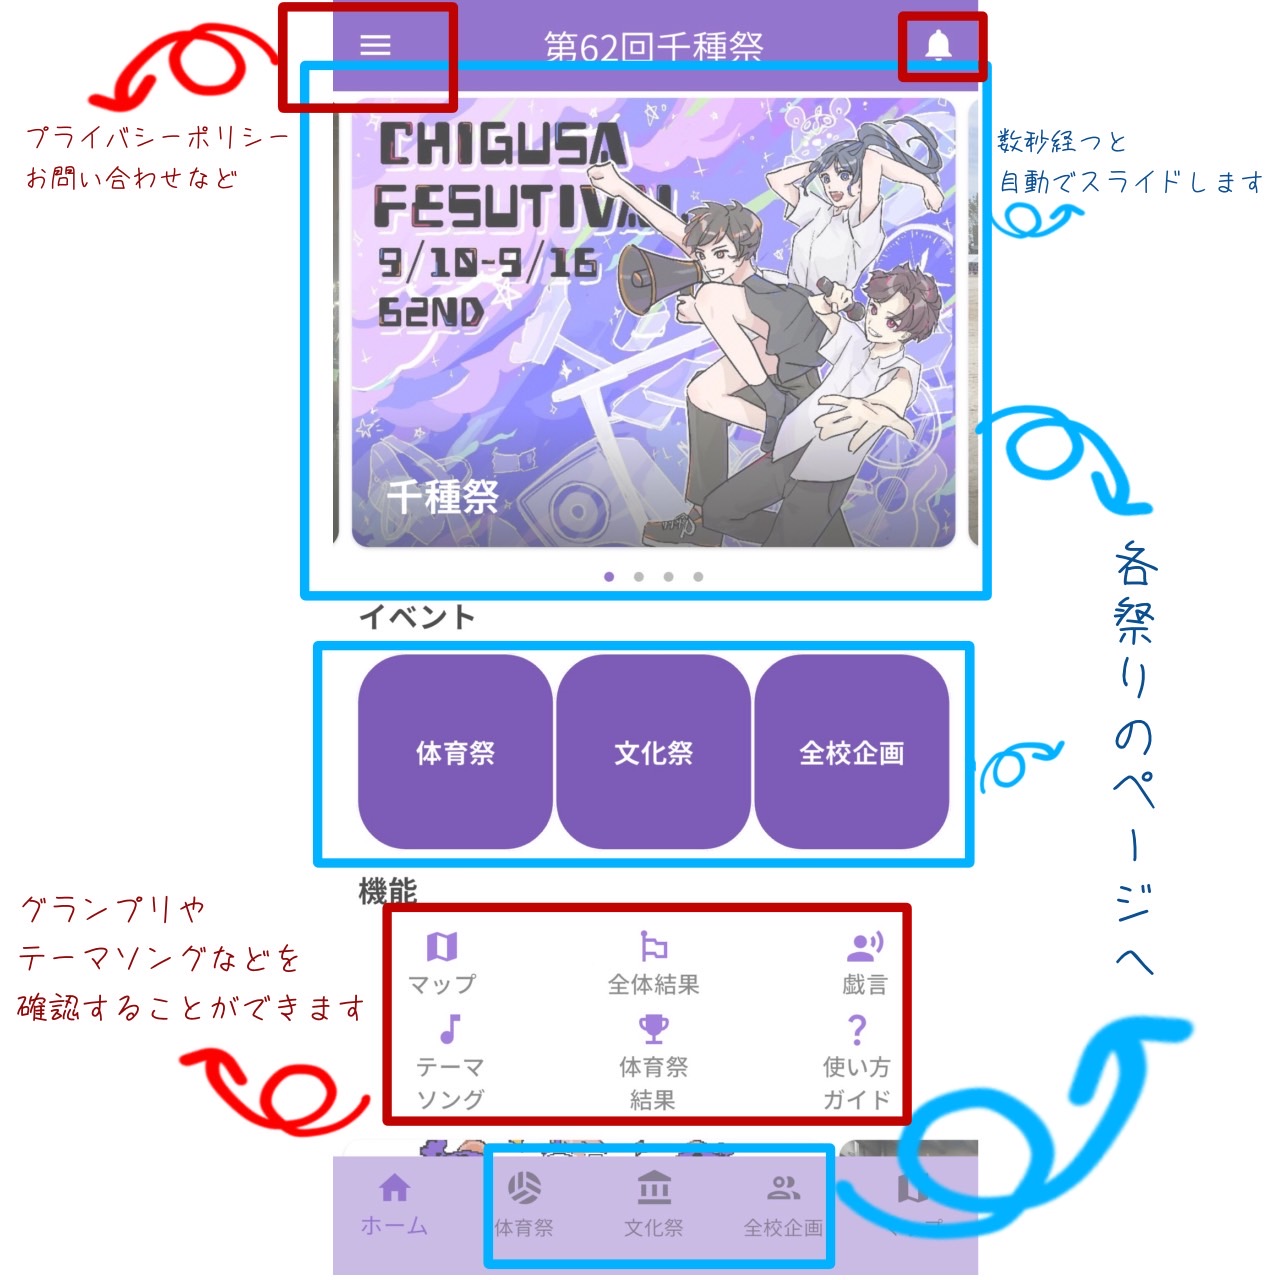 第62回千種祭
プライバシーポリシー
お問い合わせなど
CHIGUSA
FESUTIVAL
9/10-9/16
62ND
千種祭
数秒経つと
自動でスライドします
各祭りのページへ
イベント
体育祭
文化祭
全校企画
機能
グランプリや
テーマソングなどを
確認することができます
マップ
全体結果
戯言
テーマ
ソング
体育祭
結果
使い方
ガイド
ホーム
体育祭
文化祭
全校企画